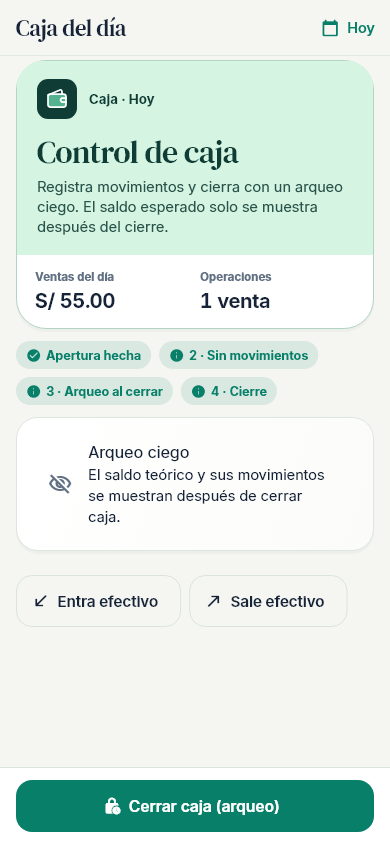 Caja del día
Hoy
Caja · Hoy
Control de caja
Registra movimientos y cierra con un arqueo
ciego. El saldo esperado solo se muestra
después del cierre.
Ventas del día
S/ 55.00
Operaciones
1 venta
Apertura hecha
2 · Sin movimientos
3 · Arqueo al cerrar
4 · Cierre
Arqueo ciego
El saldo teórico y sus movimientos
se muestran después de cerrar
caja.
Entra efectivo
Sale efectivo
Cerrar caja (arqueo)